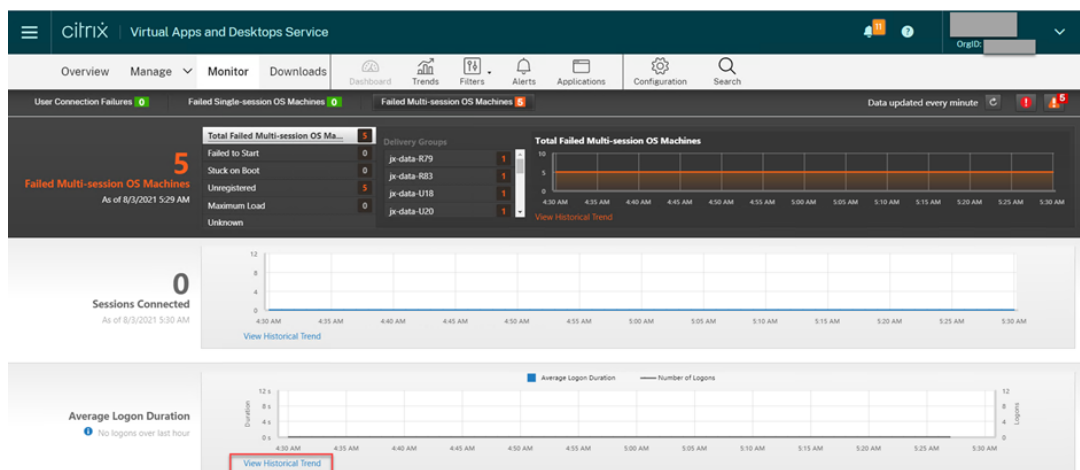 citrix | Virtual Apps and Desktops Service
11
OrgID:
Overview Manage Monitor Downloads Dashboard Trends Filters Alerts Applications Configuration Search
User Connection Failures 0 Failed Single-session OS Machines 0 Failed Multi-session OS Machines 5 Data updated every minute 5
5
Failed Multi-session OS Machines
As of 8/3/2021 5:29 AM
Total Failed Multi-session OS Ma... 5
Failed to Start 0
Stuck on Boot 0
Unregistered 5
Maximum Load 0
Unknown
Delivery Groups
jx-data-R79 1
jx-data-R83 1
jx-data-U18 1
jx-data-U20 1
Total Failed Multi-session OS Machines
10
5
0
4:30 AM 4:35 AM 4:40 AM 4:45 AM 4:50 AM 4:55 AM 5:00 AM 5:05 AM 5:10 AM 5:15 AM 5:20 AM 5:25 AM 5:30 AM
View Historical Trend
0
Sessions Connected
As of 8/3/2021 5:30 AM
12
8
4
0
4:30 AM 4:35 AM 4:40 AM 4:45 AM 4:50 AM 4:55 AM 5:00 AM 5:05 AM 5:10 AM 5:15 AM 5:20 AM 5:25 AM 5:30 AM
View Historical Trend
Average Logon Duration
No logons over last hour
Average Logon Duration Number of Logons
Duration
12 s
8 s
4 s
0 s
12
8
4
0
Logons
4:30 AM 4:35 AM 4:40 AM 4:45 AM 4:50 AM 4:55 AM 5:00 AM 5:05 AM 5:10 AM 5:15 AM 5:20 AM 5:25 AM 5:30 AM
View Historical Trend